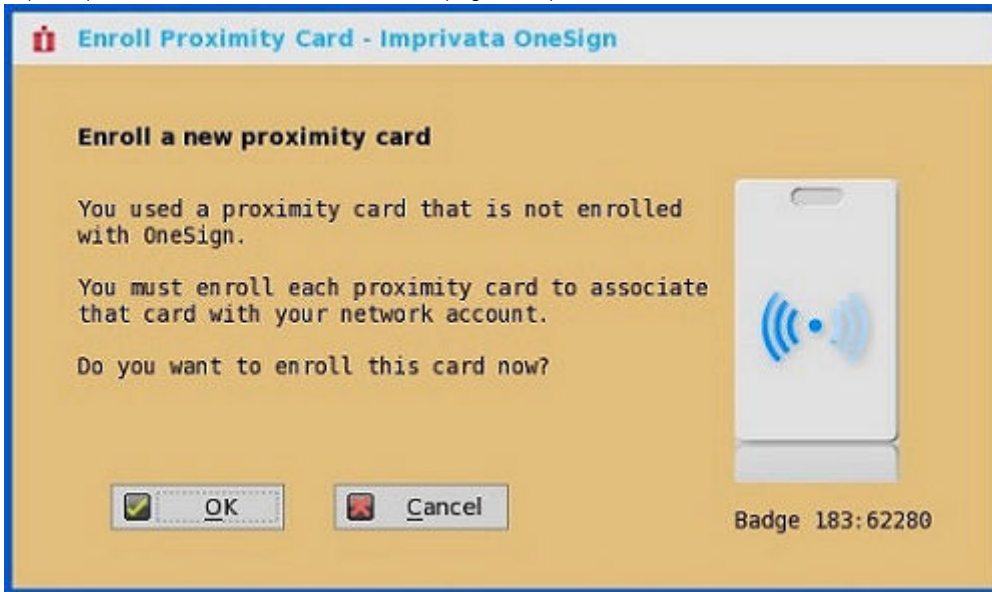 Enroll Proximity Card - Imprivata OneSign
Enroll a new proximity card
You used a proximity card that is not enrolled
with OneSign.
You must enroll each proximity card to associate
that card with your network account.
Do you want to enroll this card now?
OK
Cancel
Badge 183:62280